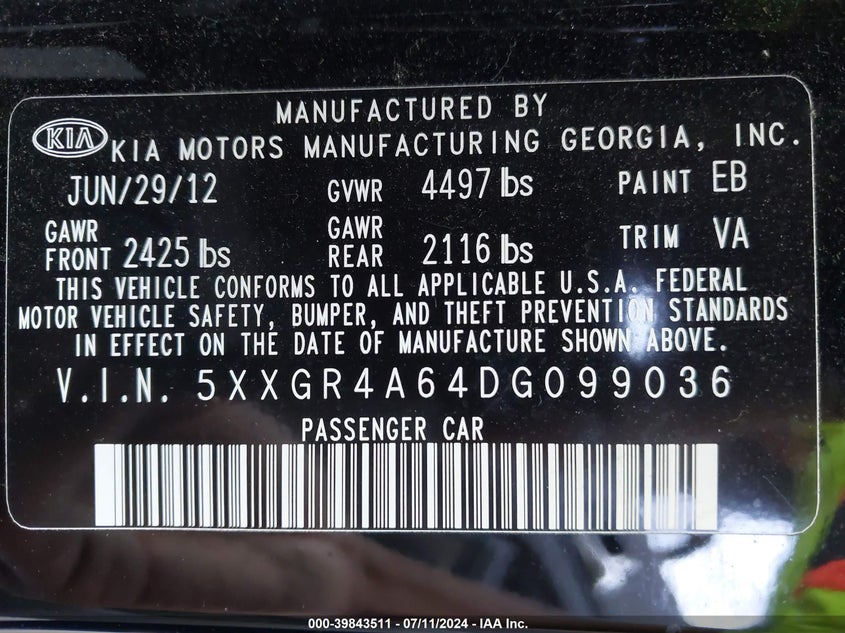 MANUFACTURED BY
KIA KIA MOTORS MANUFACTURING GEORGIA, INC.
JUN/29/12 GVWR 4497 lbs PAINT EB
GAWR FRONT 2425 lbs GAWR REAR 2116 lbs TRIM VA
THIS VEHICLE CONFORMS TO ALL APPLICABLE U.S.A. FEDERAL
MOTOR VEHICLE SAFETY, BUMPER, AND THEFT PREVENTION STANDARDS
IN EFFECT ON THE DATE OF MANUFACTURE SHOWN ABOVE.
V.I.N. 5XXGR4A64DG099036
PASSENGER CAR
000-39843511 - 07/11/2024 - IAA Inc.